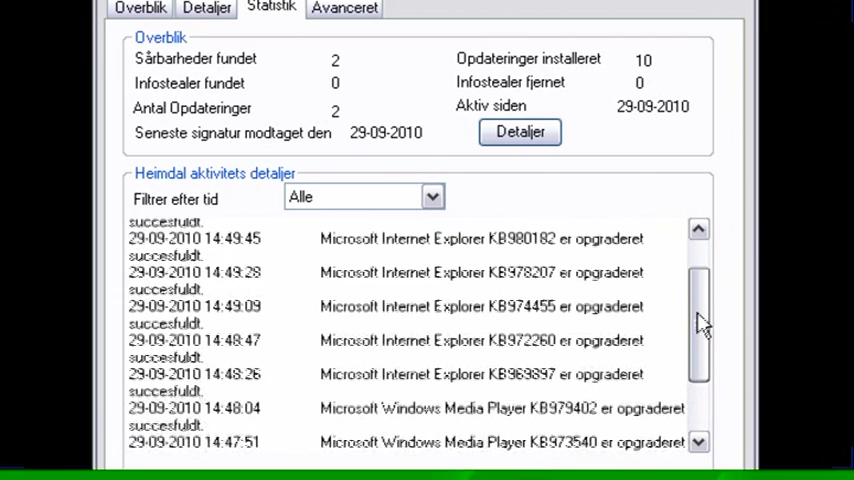 Overblik Detaljer Statistik Avanceret
Overblik
Sårbarheder fundet 2 Opdateringer installeret 10
Infostealer fundet 0 Infostealer fjernet 0
Antal Opdateringer 2 Aktiv siden 29-09-2010
Seneste signatur modtaget den 29-09-2010 Detaljer
Heimdal aktivitets detaljer
Filtrer efter tid Alle
succesfuldt.
29-09-2010 14:49:45 Microsoft Internet Explorer KB980182 er opgraderet
succesfuldt.
29-09-2010 14:49:28 Microsoft Internet Explorer KB978207 er opgraderet
succesfuldt.
29-09-2010 14:49:09 Microsoft Internet Explorer KB974455 er opgraderet
succesfuldt.
29-09-2010 14:48:47 Microsoft Internet Explorer KB972260 er opgraderet
succesfuldt.
29-09-2010 14:48:26 Microsoft Internet Explorer KB969897 er opgraderet
succesfuldt.
29-09-2010 14:48:04 Microsoft Windows Media Player KB979402 er opgraderet
succesfuldt.
29-09-2010 14:47:51 Microsoft Windows Media Player KB973540 er opgraderet